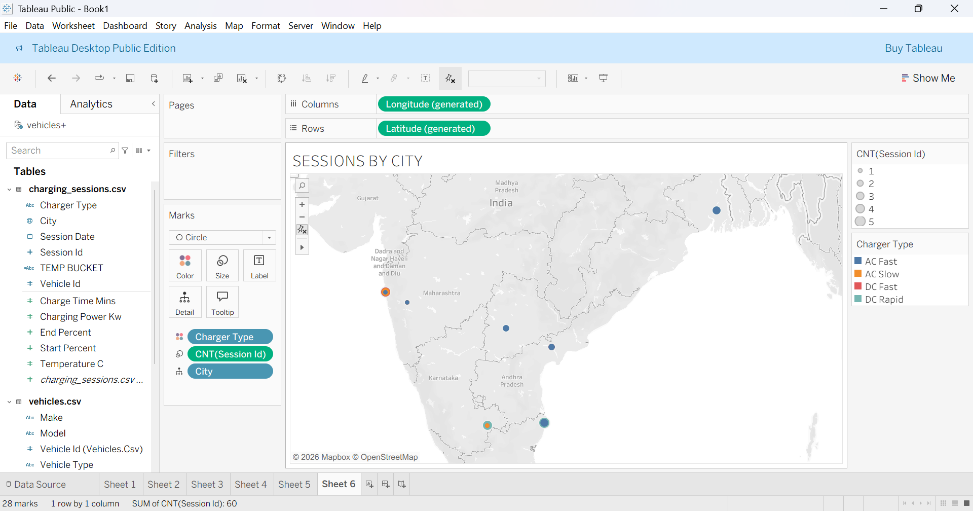 Tableau Public - Book1
File Data Worksheet Dashboard Story Analysis Map Format Server Window Help
Tableau Desktop Public Edition
Buy Tableau
Show Me
Data Analytics
vehicles+
Search
Tables
charging_sessions.csv
Abc Charger Type
City
Session Date
Session Id
=Abc TEMP BUCKET
Vehicle Id
Charge Time Mins
Charging Power Kw
End Percent
Start Percent
Temperature C
charging_sessions.csv ...
vehicles.csv
Abc Make
Abc Model
Vehicle Id (Vehicles.Csv)
Abc Vehicle Type
Pages
Filters
Marks
Circle
Color Size Label
Detail Tooltip
Charger Type
CNT(Session Id)
City
Columns Longitude (generated)
Rows Latitude (generated)
SESSIONS BY CITY
Madhya
Pradesh
Gujarat
India
Dadra and
Nagar Haveli
and Daman
and Diu
Maharashtra
Karnataka
Andhra
Pradesh
© 2026 Mapbox © OpenStreetMap
CNT(Session Id)
1
2
3
4
5
Charger Type
AC Fast
AC Slow
DC Fast
DC Rapid
Data Source Sheet 1 Sheet 2 Sheet 3 Sheet 4 Sheet 5 Sheet 6
28 marks 1 row by 1 column SUM of CNT(Session Id): 60